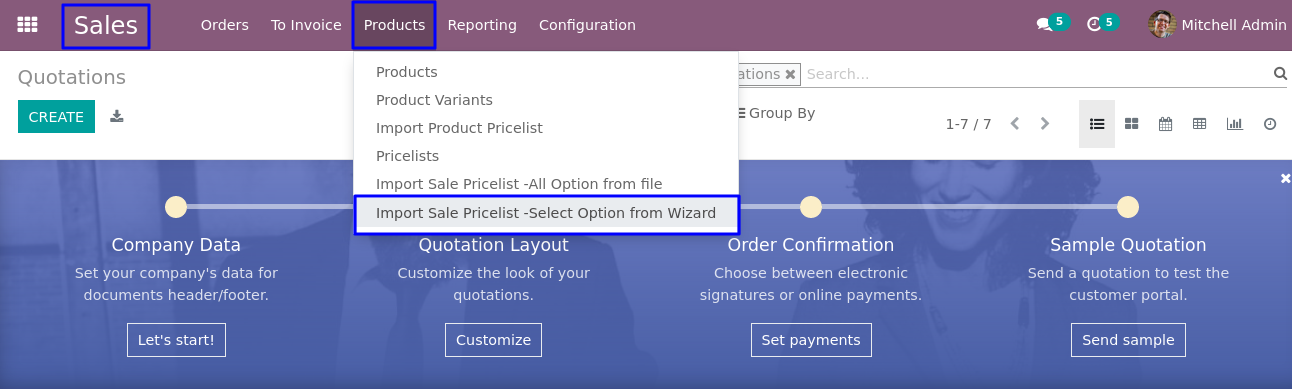 Sales Orders To Invoice Products Reporting Configuration 5 5 Mitchell Admin
Quotations
ations ✖ Search...
CREATE
Group By
1-7 / 7
Products
Product Variants
Import Product Pricelist
Pricelists
Import Sale Pricelist -All Option from file
Import Sale Pricelist -Select Option from Wizard
Company Data
Set your company's data for
documents header/footer.
Let's start!
Quotation Layout
Customize the look of your
quotations.
Customize
Order Confirmation
Choose between electronic
signatures or online payments.
Set payments
Sample Quotation
Send a quotation to test the
customer portal.
Send sample